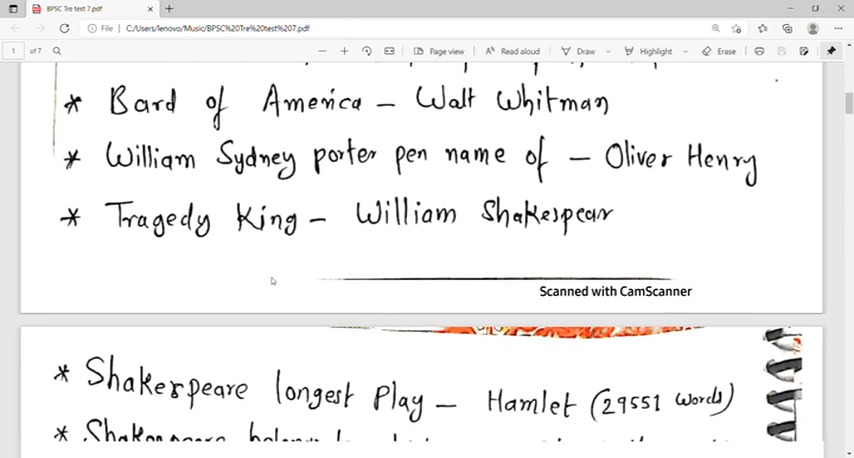 BPSC Tre test 7.pdf
File | C:/Users/lenovo/Music/BPSC%20Tre%20test%207.pdf
1 of 7 Page view Read aloud Draw Highlight Erase
* Bard of America - Walt Whitman
* William Sydney porter pen name of - Oliver Henry
* Tragedy King - William Shakespear
Scanned with CamScanner
* Shakespeare longest Play - Hamlet (29551 words)